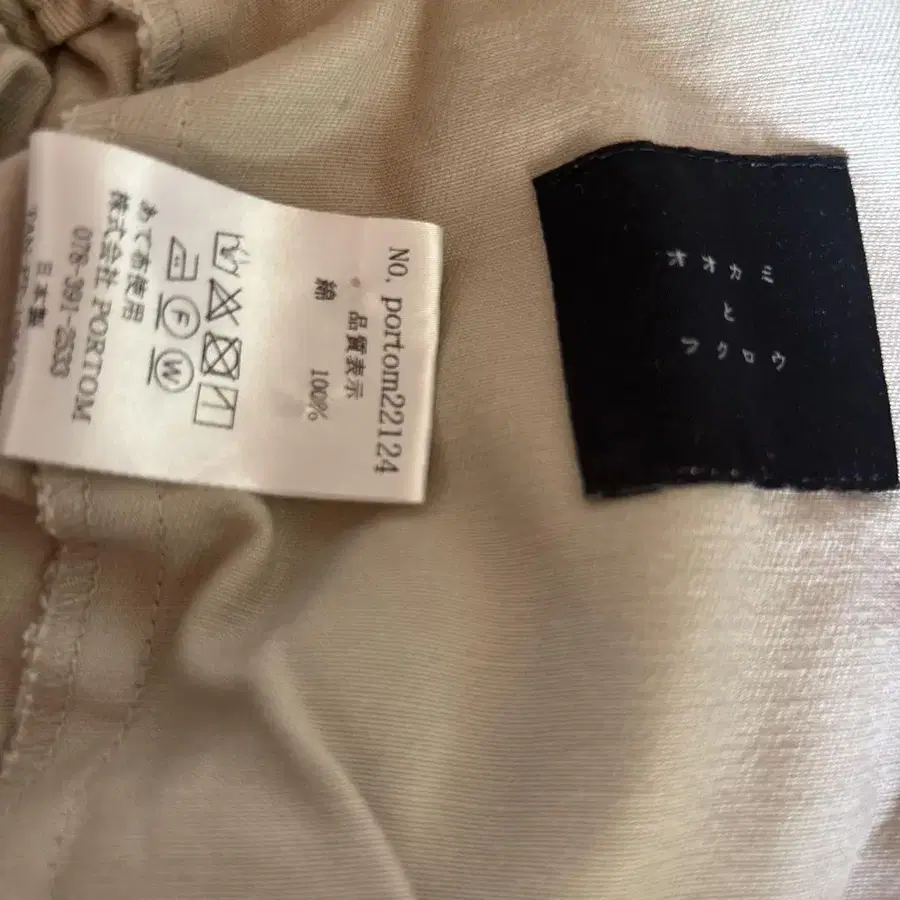 NO. portom22124
品質表示
綿 100%
あて布使用
株式会社 PORTOM
078-391-2533
日本製
オオカミ
と
フクロウ